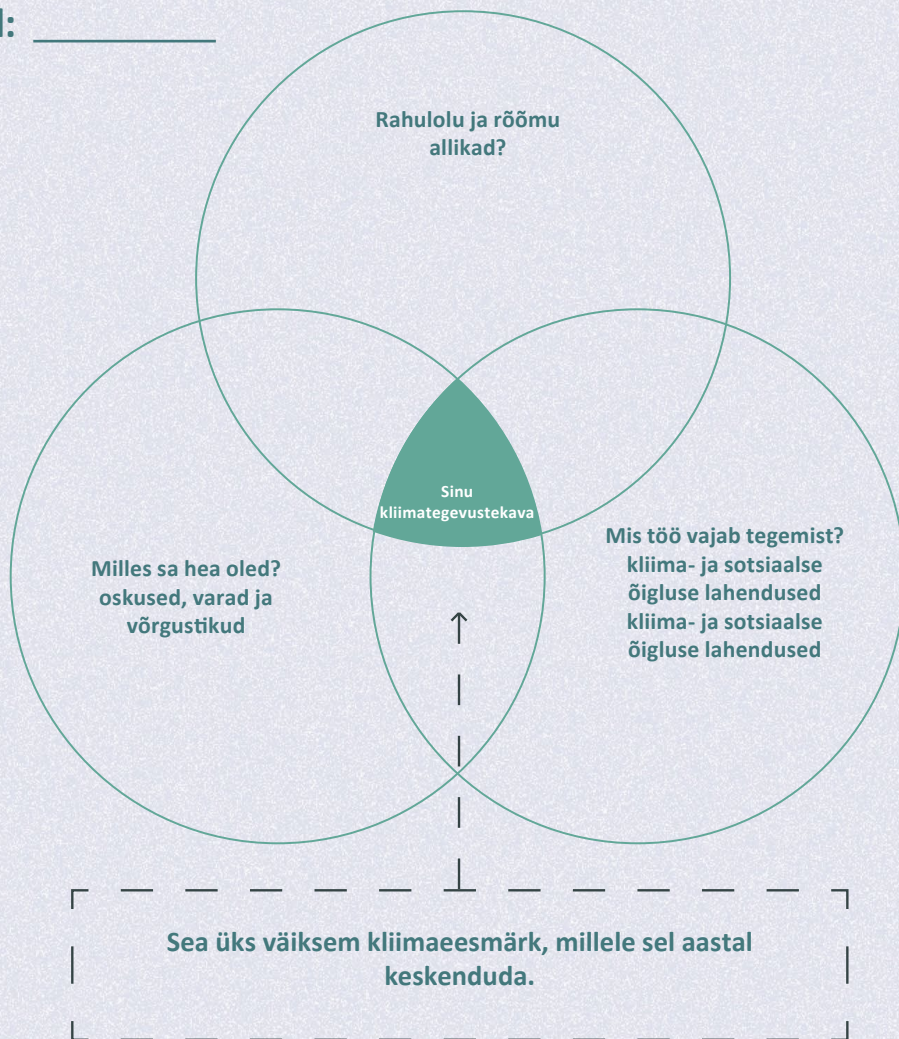 Rahulolu ja rõõmu
allikad?
Sinu
kliimategevustekava
Milles sa hea oled?
oskused, varad ja
võrgustikud
Mis töö vajab tegemist?
kliima- ja sotsiaalse
õigluse lahendused
kliima- ja sotsiaalse
õigluse lahendused
Sea üks väiksem kliimaeesmärk, millele sel aastal
keskenduda.